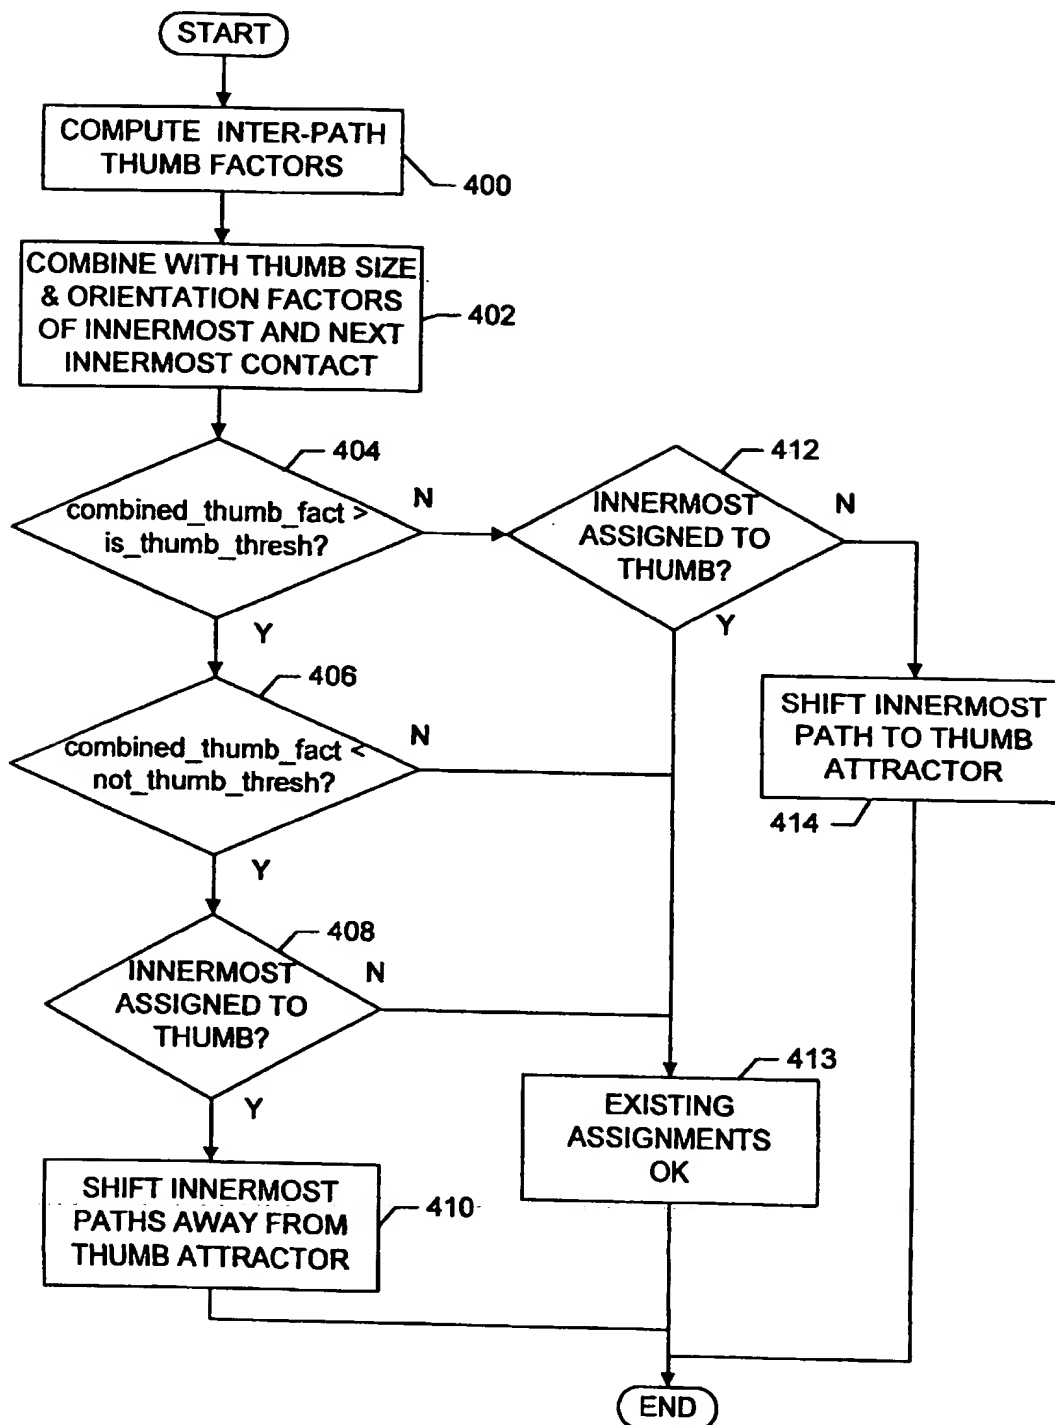 START
COMPUTE INTER-PATH
THUMB FACTORS
400
COMBINE WITH THUMB SIZE
& ORIENTATION FACTORS
OF INNERMOST AND NEXT
INNERMOST CONTACT
402
404
combined_thumb_fact >
is_thumb_thresh?
N
Y
412
INNERMOST
ASSIGNED TO
THUMB?
N
Y
406
combined_thumb_fact <
not_thumb_thresh?
N
Y
SHIFT INNERMOST
PATH TO THUMB
ATTRACTOR
414
408
INNERMOST
ASSIGNED TO
THUMB?
N
Y
413
EXISTING
ASSIGNMENTS
OK
SHIFT INNERMOST
PATHS AWAY FROM
THUMB ATTRACTOR
410
END